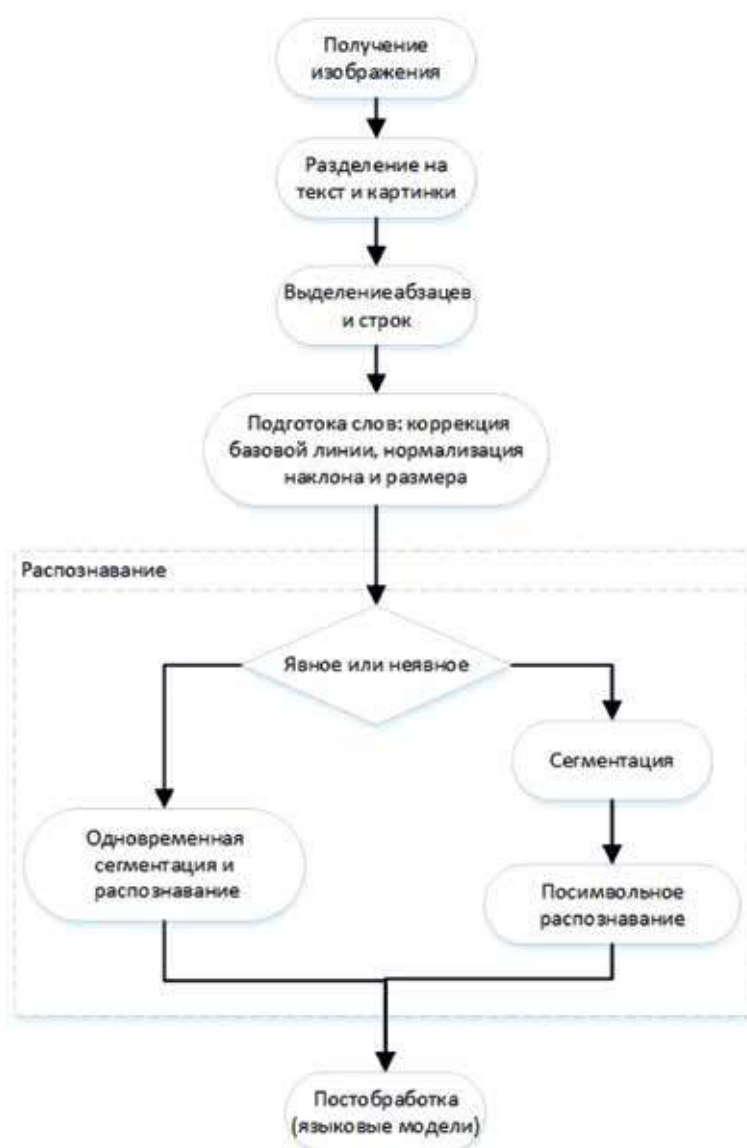 Получение
изображения
Разделение на
текст и картинки
Выделениеабзацев
и строк
Подготока слов: коррекция
базовой линии, нормализация
наклона и размера
Распознавание
Явное или неявное
Сегментация
Одновременная
сегментация и
распознавание
Посимвольное
распознавание
Постобработка
(языковые модели)